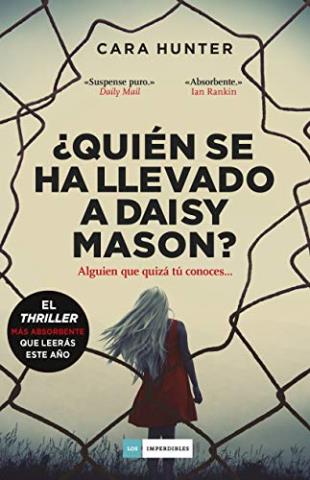 CARA HUNTER
«Suspense puro.»
Daily Mail
«Absorbente.»
Ian Rankin
¿QUIÉN SE
HA LLEVADO
A DAISY
MASON?
Alguien que quizá tú conoces...
EL
THRILLER
MÁS ABSORBENTE
QUE LEERÁS
ESTE AÑO
LOS IMPERDIBLES